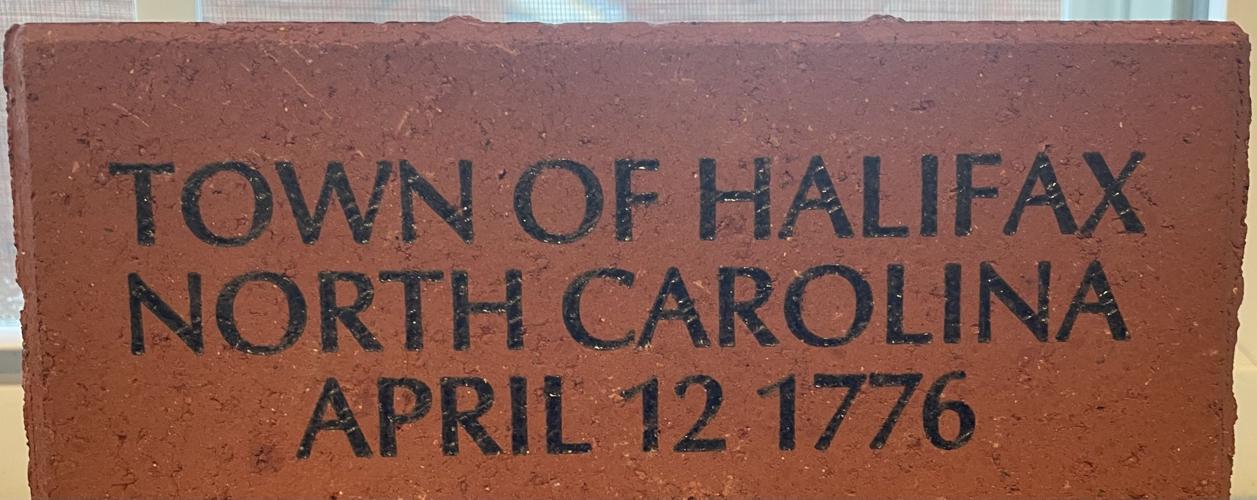 TOWN OF HALIFAX
NORTH CAROLINA
APRIL 12 1776